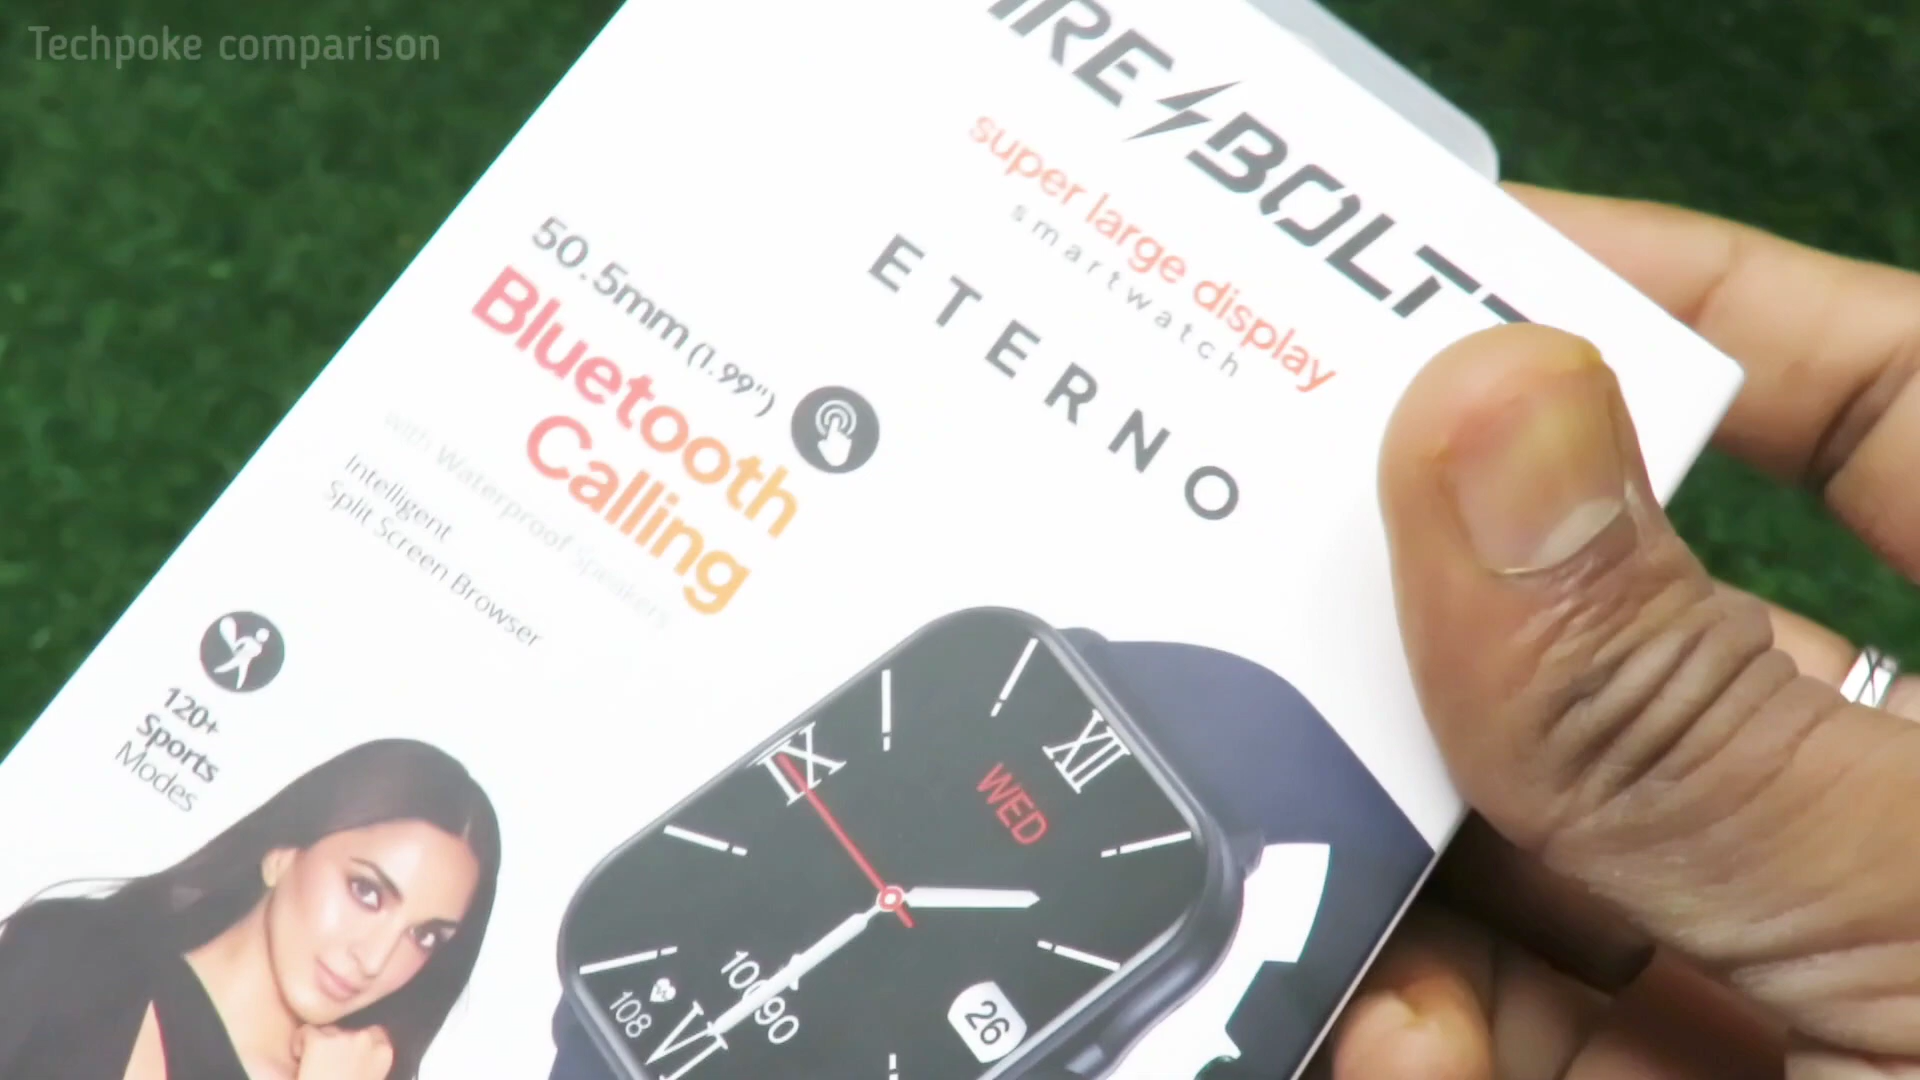 Techpoke comparison
IRE BOLT
super large display
smartwatch
ETERNO
50.5mm (1.99")
Bluetooth
Calling
with Waterproof Speakers
Intelligent
Split Screen Browser
120+
Sports
Modes
IX
XII
WED
VI
108
26